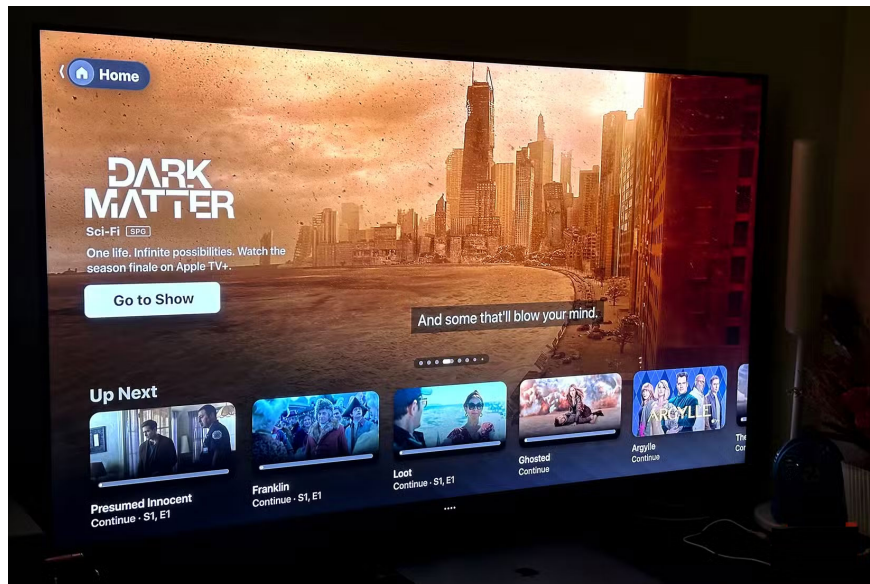 Home
DARK
MATTER
Sci-Fi SPG
One life. Infinite possibilities. Watch the
season finale on Apple TV+.
Go to Show
And some that'll blow your mind.
Up Next
ARGYLLE
Presumed Innocent
Continue · S1, E1
Franklin
Continue · S1, E1
Loot
Continue · S1, E1
Ghosted
Continue
Argylle
Continue